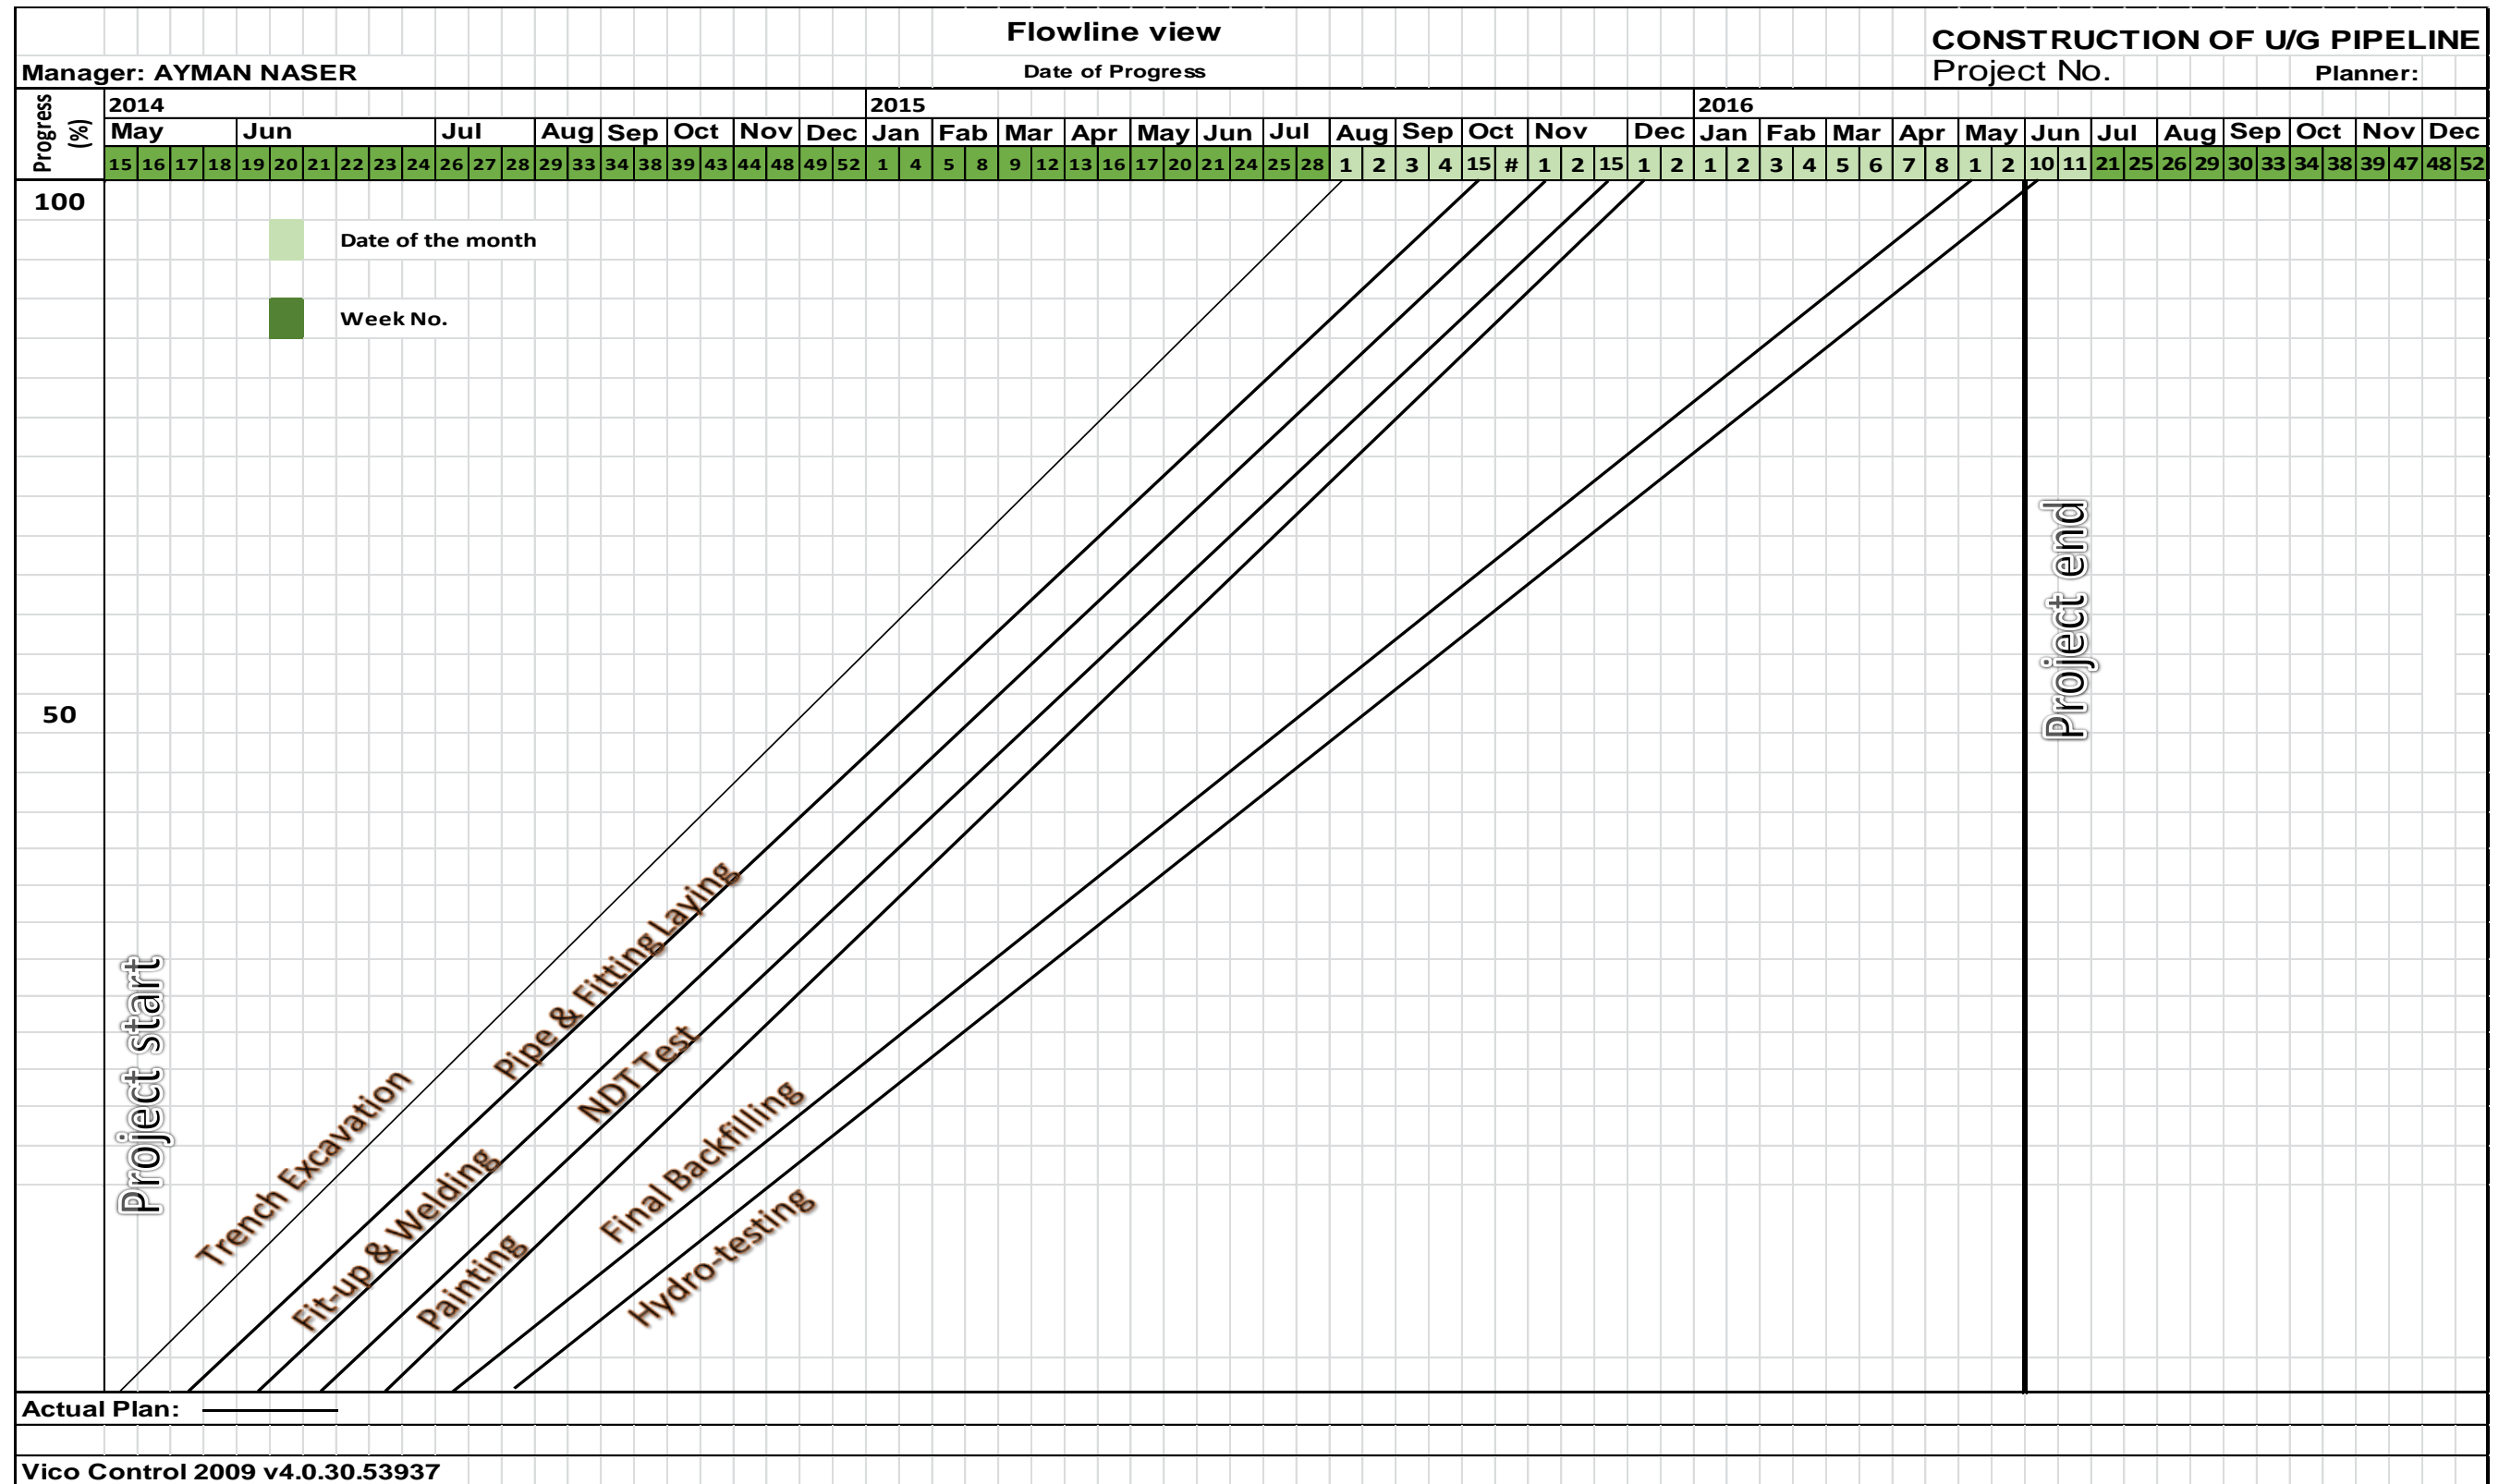 Flowline view
CONSTRUCTION OF U/G PIPELINE
Manager: AYMAN NASER
Date of Progress
Project No.
Planner:
Progress (%)
2014 2015 2016
May Jun Jul Aug Sep Oct Nov Dec Jan Fab Mar Apr May Jun Jul Aug Sep Oct Nov Dec Jan Fab Mar Apr May Jun Jul Aug Sep Oct Nov Dec
15 16 17 18 19 20 21 22 23 24 26 27 28 29 33 34 38 39 43 44 48 49 52 1 4 5 8 9 12 13 16 17 20 21 24 25 28 1 2 3 4 15 # 1 2 15 1 2 1 2 3 4 5 6 7 8 1 2 10 11 21 25 26 29 30 33 34 38 39 47 48 52
100
Date of the month
Week No.
50
Project end
Project start
Trench Excavation
Pipe & Fitting Laying
Fit-up & Welding
NDT Test
Painting
Final Backfilling
Hydro-testing
Actual Plan:
Vico Control 2009 v4.0.30.53937